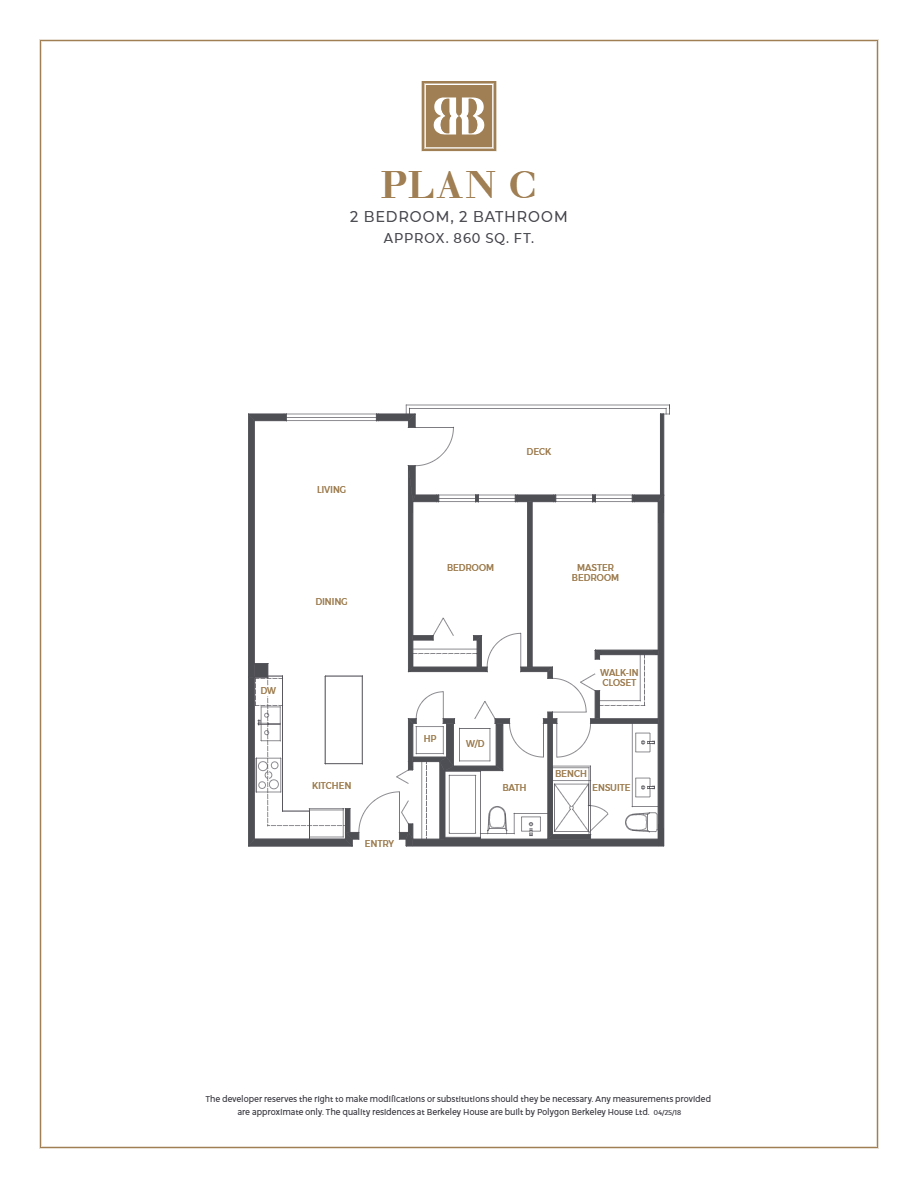 BB
PLAN C
2 BEDROOM, 2 BATHROOM
APPROX. 860 SQ. FT.
DECK
LIVING
BEDROOM
MASTER
BEDROOM
DINING
WALK-IN
CLOSET
DW
HP
W/D
BENCH
KITCHEN
BATH
ENSUITE
ENTRY
The developer reserves the right to make modifications or substitutions should they be necessary. Any measurements provided
are approximate only. The quality residences at Berkeley House are built by Polygon Berkeley House Ltd. 04/25/18